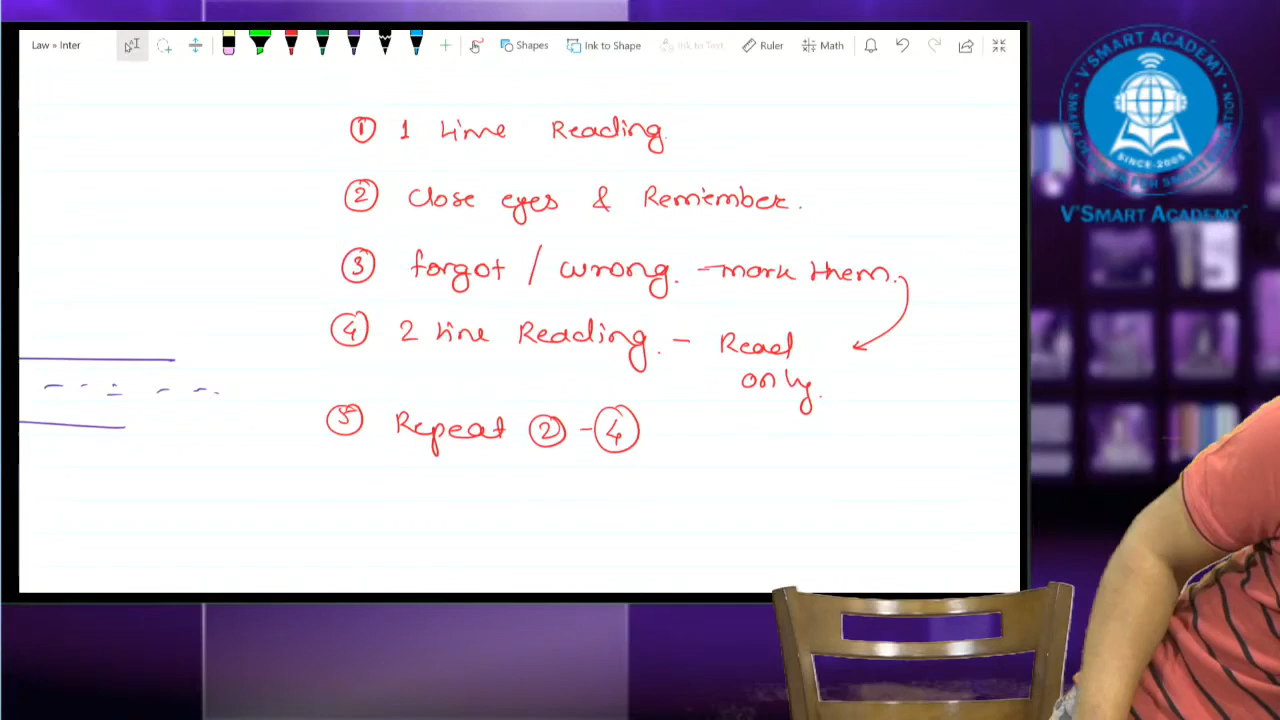 Law » Inter
Shapes
Ink to Shape
Ink to Text
Ruler
Math
① 1 time Reading.
② Close eyes & Remember.
③ forgot / wrong. - mark them.
④ 2 time Reading. - Read
only.
⑤ Repeat ② - ④
V'SMART ACADEMY
SINCE-2005
V'SMART ACADEMY